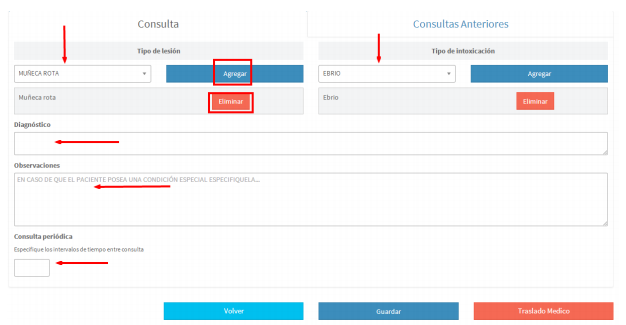 Consulta
Consultas Anteriores
Tipo de lesión
Tipo de intoxicación
MUÑECA ROTA
Agregar
EBRIO
Agregar
Muñeca rota
Eliminar
Ebrio
Eliminar
Diagnóstico
Observaciones
EN CASO DE QUE EL PACIENTE POSEA UNA CONDICIÓN ESPECIAL ESPECIFIQUELA...
Consulta periódica
Especifique los intervalos de tiempo entre consulta
Volver
Guardar
Traslado Medico